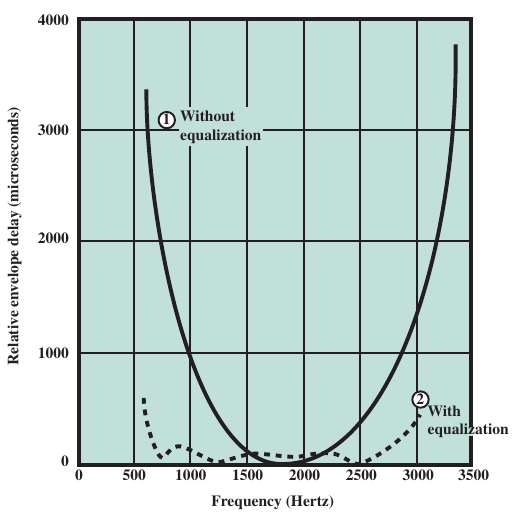 4000
3000
2000
1000
0
Relative envelope delay (microseconds)
1 Without
equalization
2
With
equalization
0 500 1000 1500 2000 2500 3000 3500
Frequency (Hertz)